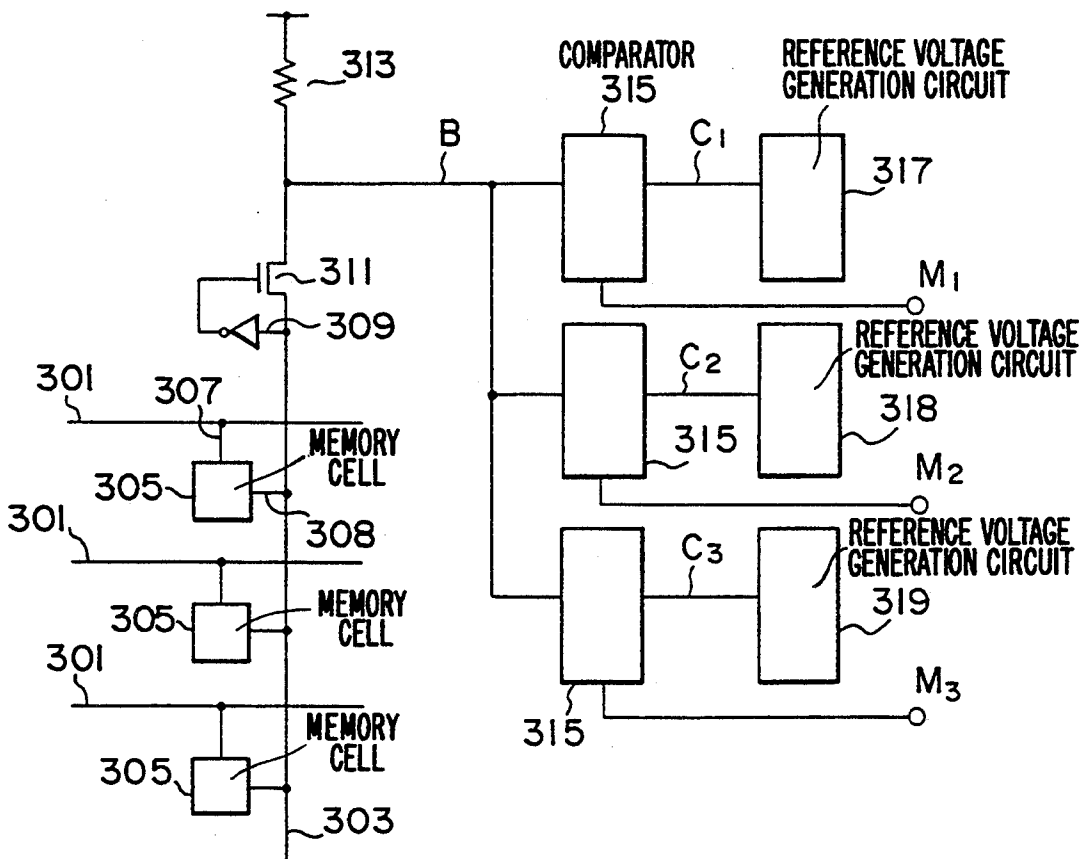 313
COMPARATOR
315
REFERENCE VOLTAGE
GENERATION CIRCUIT
B
C1
317
311
309
M1
REFERENCE VOLTAGE
GENERATION CIRCUIT
C2
318
315
M2
301
307
MEMORY
CELL
305
308
301
REFERENCE VOLTAGE
GENERATION CIRCUIT
C3
319
MEMORY
CELL
305
301
M3
315
MEMORY
CELL
305
303